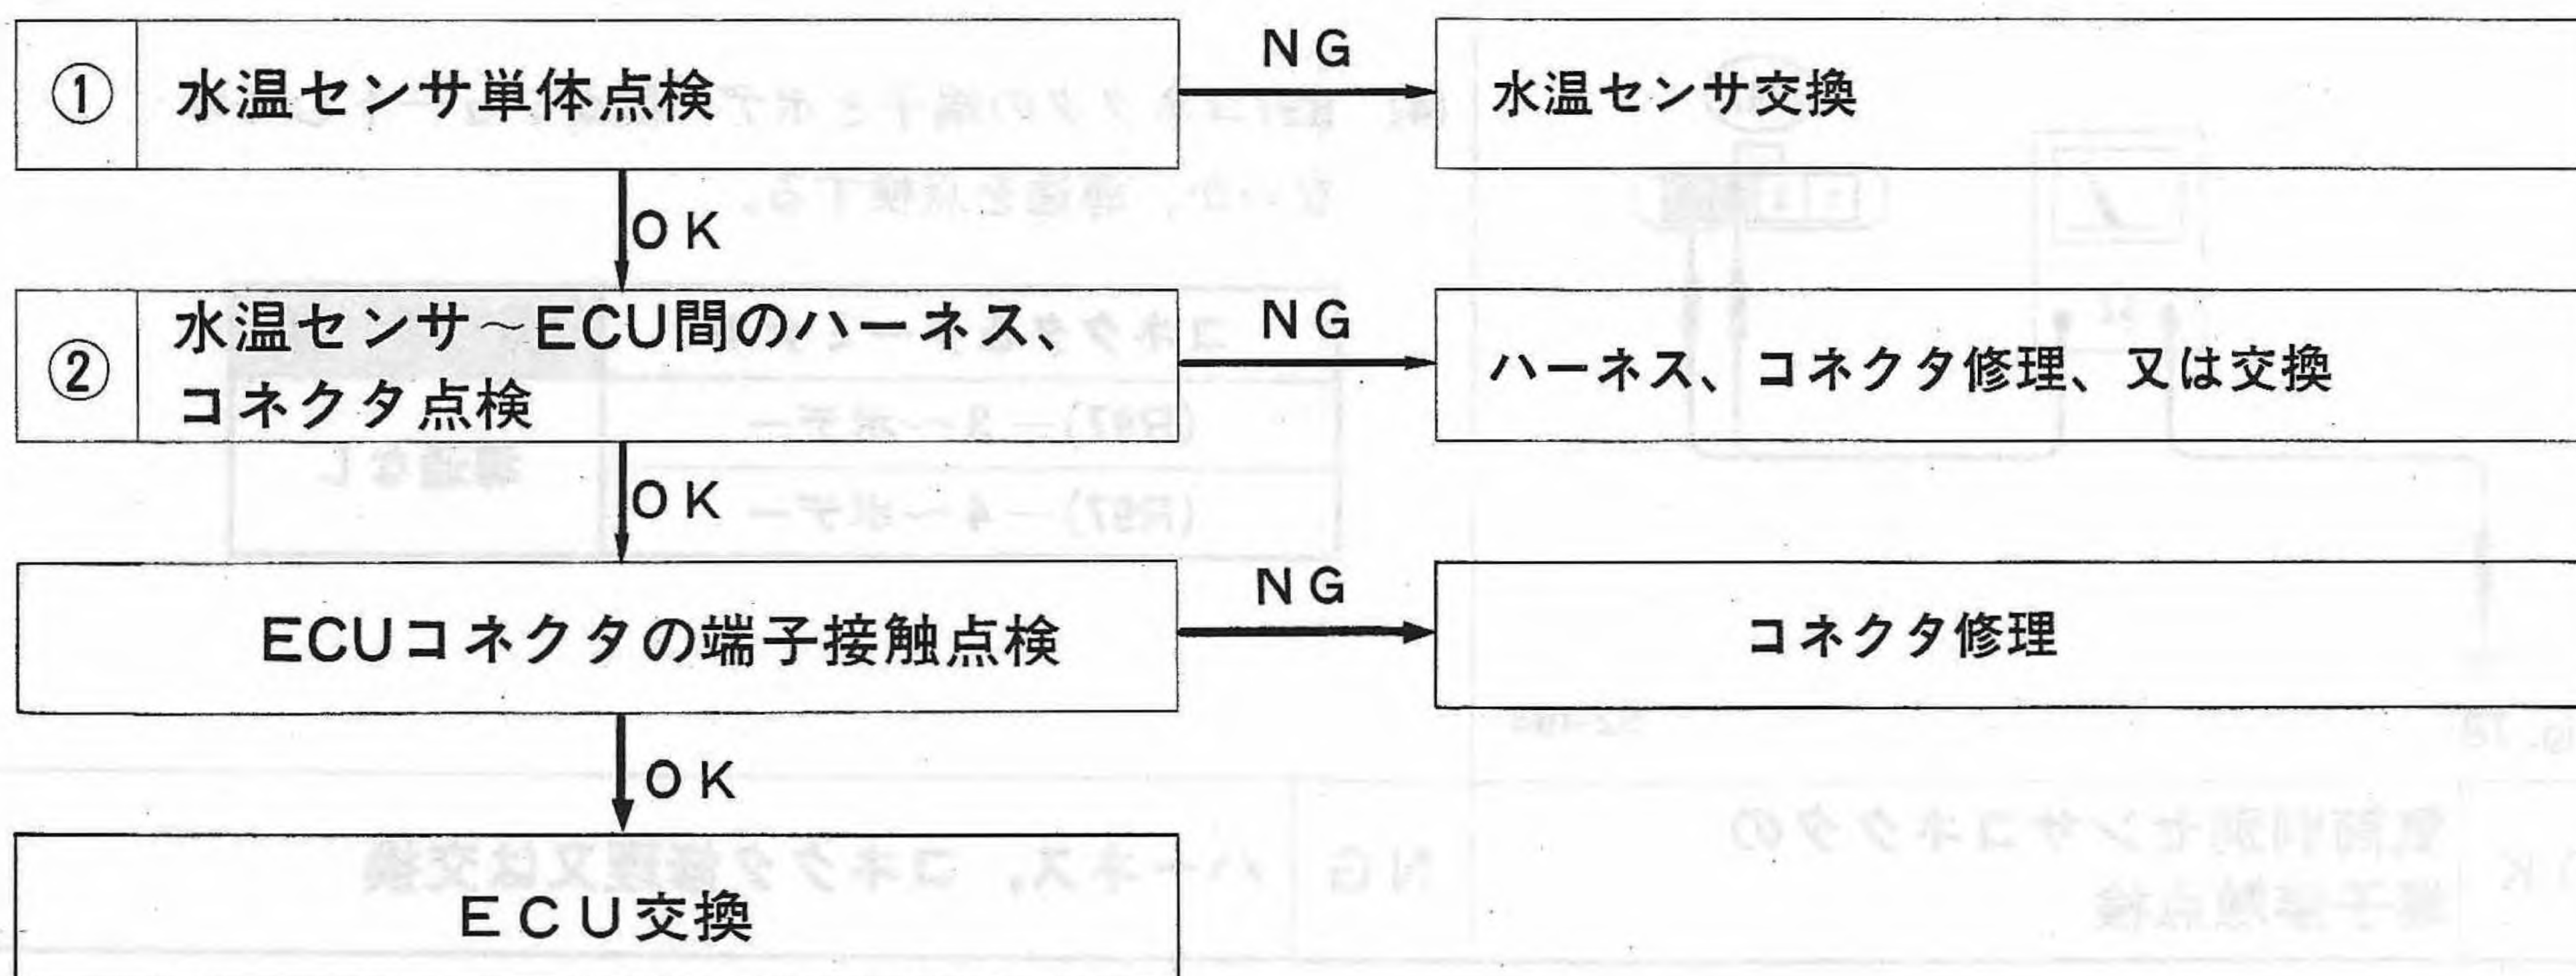 ① 水温センサ単体点検
NG
水温センサ交換
OK
② 水温センサ~ECU間のハーネス、
コネクタ点検
NG
ハーネス、コネクタ修理、又は交換
OK
ECUコネクタの端子接触点検
NG
コネクタ修理
OK
ECU交換